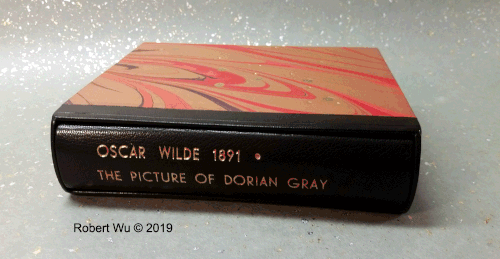 OSCAR WILDE 1891 •
THE PICTURE OF DORIAN GRAY
Robert Wu © 2019